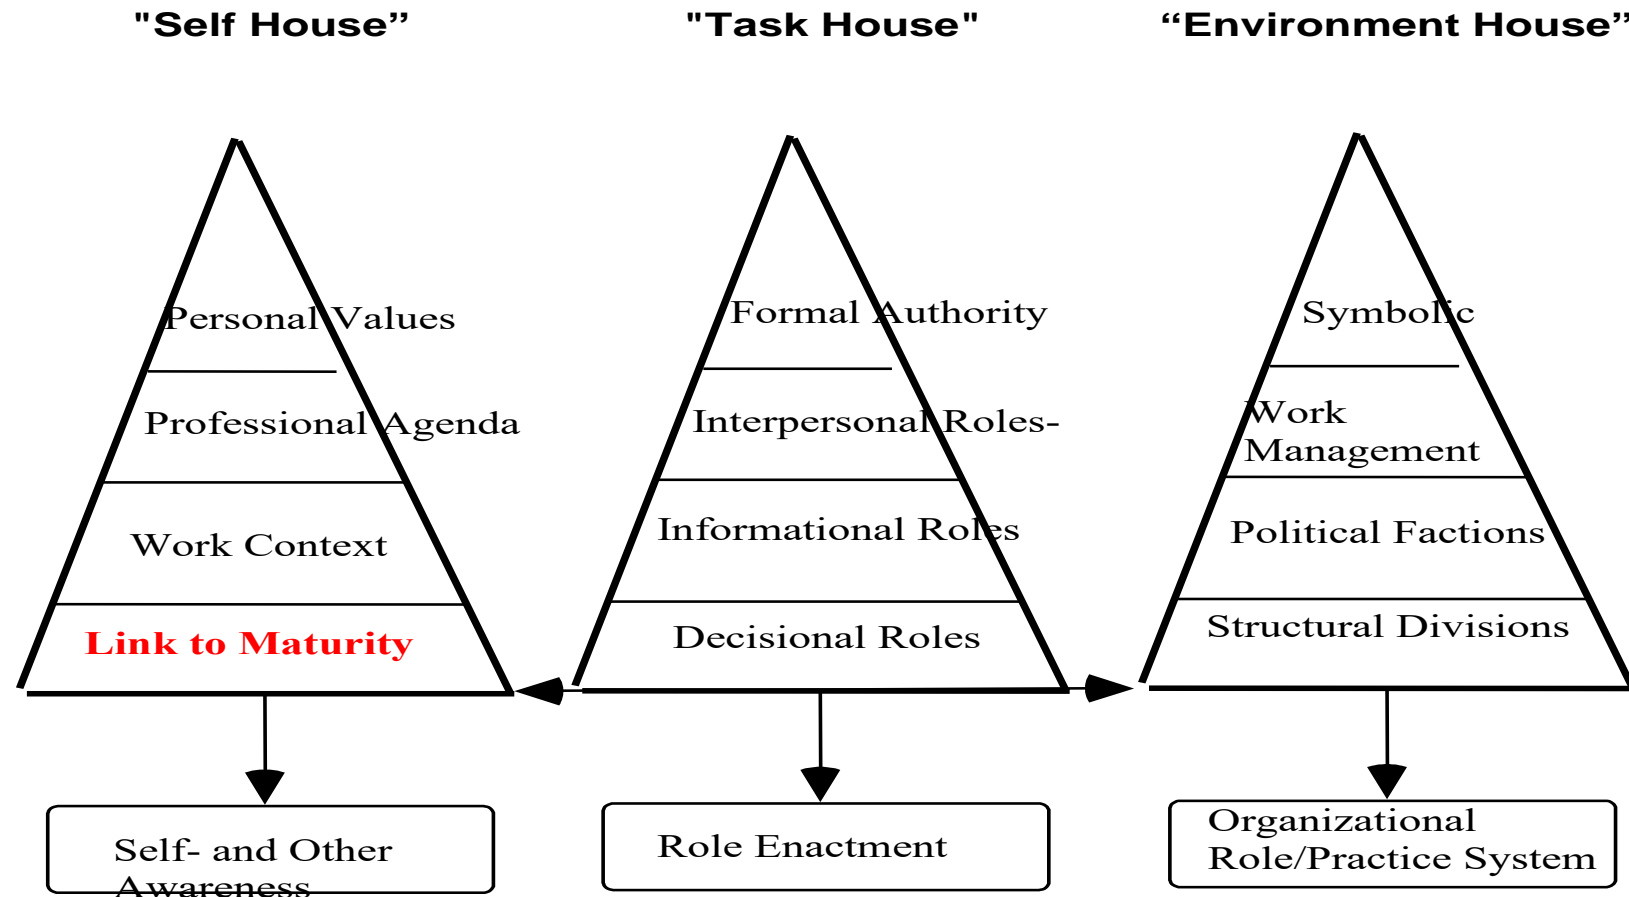 "Self House”
"Task House"
“Environment House”
Personal Values
Professional Agenda
Work Context
Link to Maturity
Self- and Other
Awareness
Formal Authority
Interpersonal Roles-
Informational Roles
Decisional Roles
Role Enactment
Symbolic
Work
Management
Political Factions
Structural Divisions
Organizational
Role/Practice System